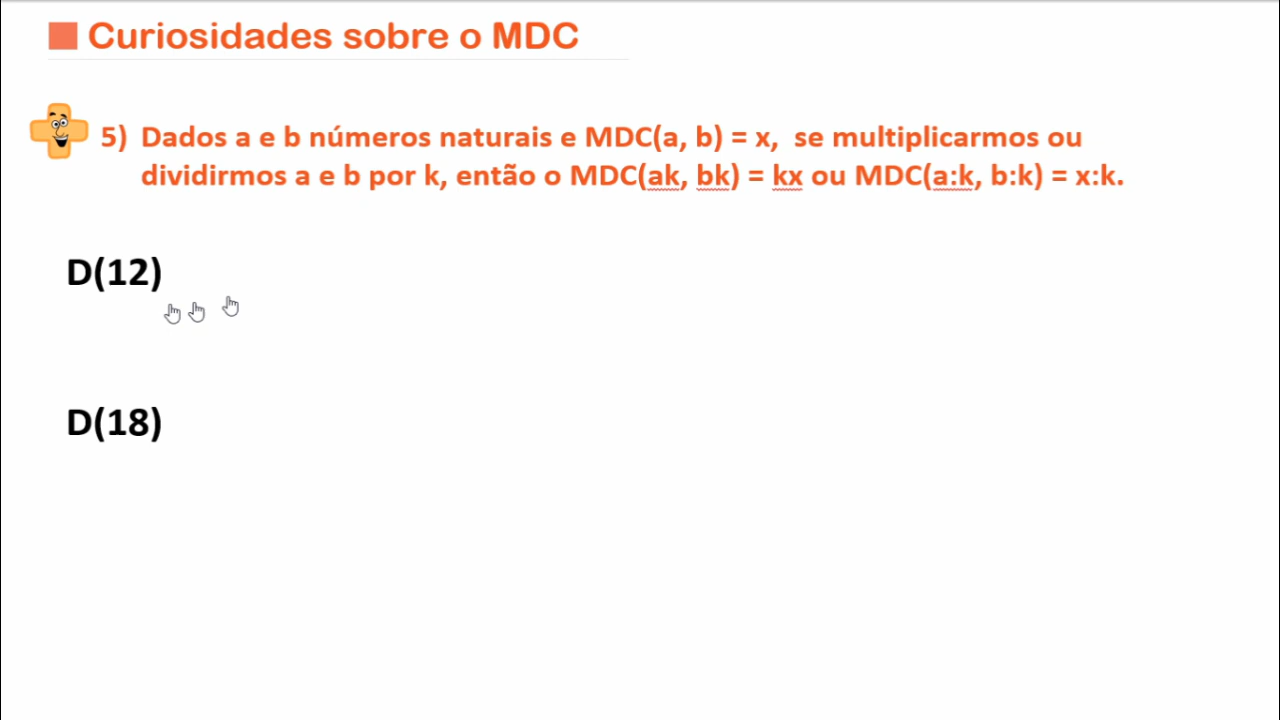 Curiosidades sobre o MDC
5) Dados a e b números naturais e MDC(a, b) = x, se multiplicarmos ou
dividirmos a e b por k, então o MDC(ak, bk) = kx ou MDC(a:k, b:k) = x:k.
D(12)
D(18)